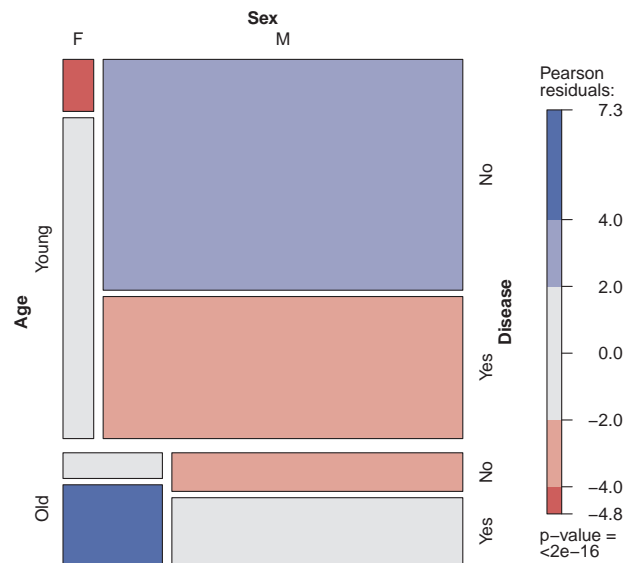 Sex
F M
Age
Young
Old
Disease
No
Yes
No
Yes
Pearson
residuals:
7.3
4.0
2.0
0.0
−2.0
−4.0
−4.8
p−value =
<2e−16